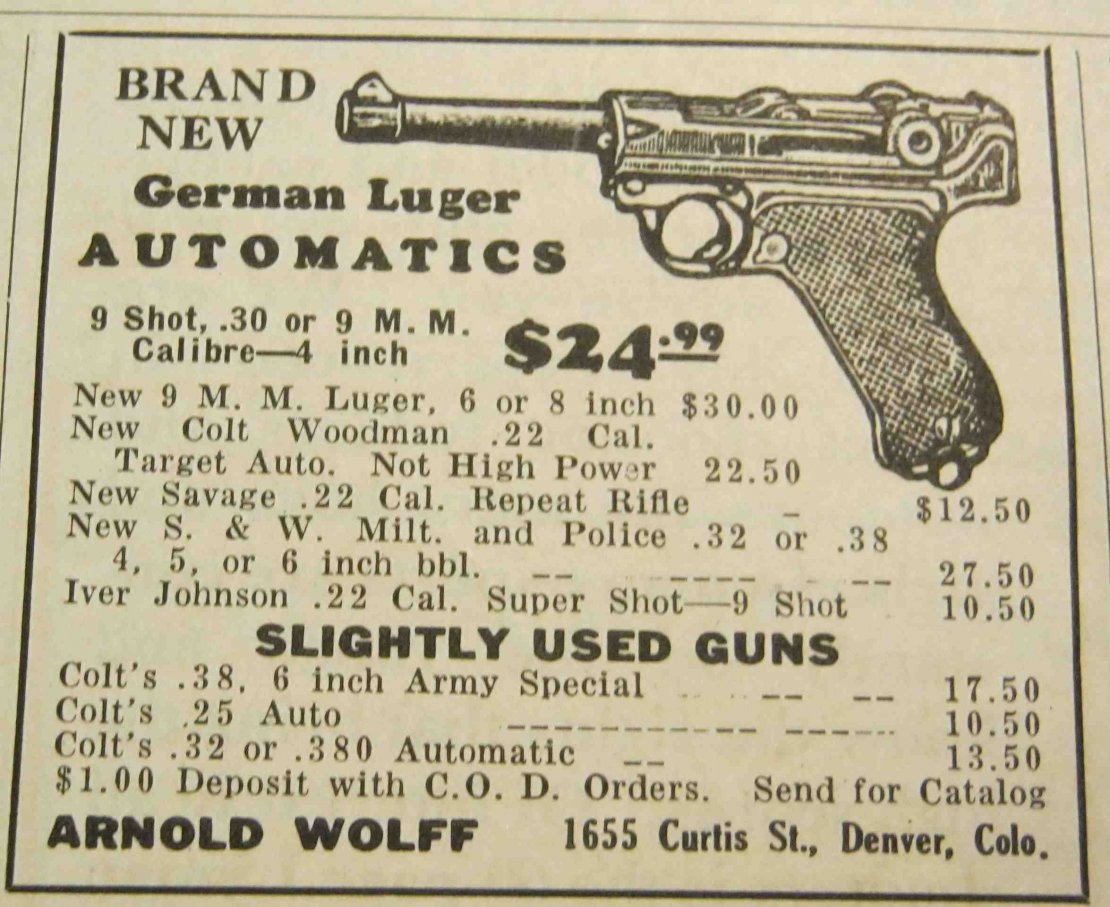 BRAND
NEW
German Luger
AUTOMATICS
9 Shot, .30 or 9 M. M.
Calibre—4 inch
$24.99
New 9 M. M. Luger, 6 or 8 inch $30.00
New Colt Woodman .22 Cal.
Target Auto. Not High Power 22.50
New Savage .22 Cal. Repeat Rifle $12.50
New S. & W. Milt. and Police .32 or .38
4, 5, or 6 inch bbl. 27.50
Iver Johnson .22 Cal. Super Shot—9 Shot 10.50
SLIGHTLY USED GUNS
Colt's .38, 6 inch Army Special 17.50
Colt's .25 Auto 10.50
Colt's .32 or .380 Automatic 13.50
$1.00 Deposit with C.O. D. Orders. Send for Catalog
ARNOLD WOLFF 1655 Curtis St., Denver, Colo.